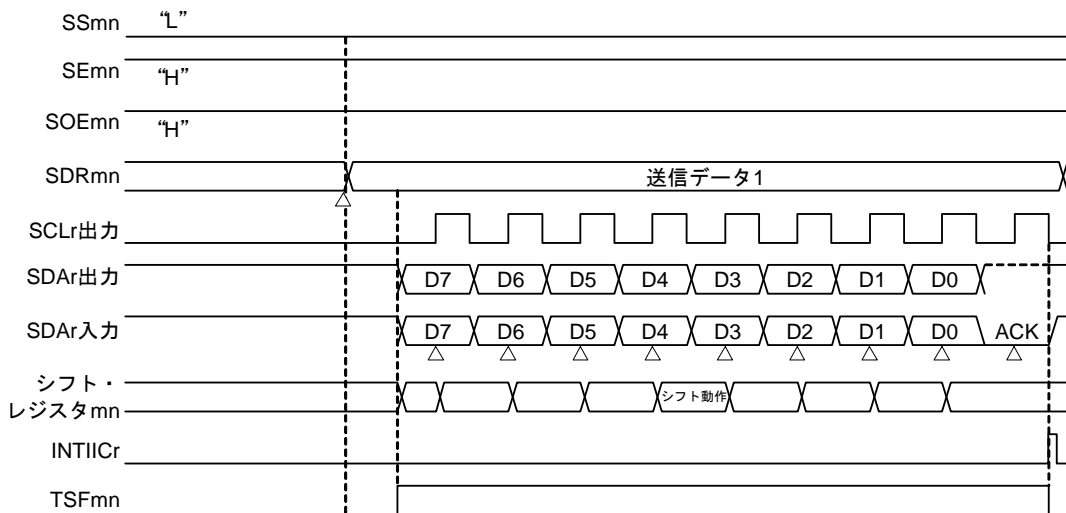 SSmn “L”
SEmn “H”
SOEmn “H”
SDRmn 送信データ1
SCLr出力
SDAr出力 D7 D6 D5 D4 D3 D2 D1 D0
SDAr入力 D7 D6 D5 D4 D3 D2 D1 D0 ACK
シフト・
レジスタmn シフト動作
INTIICr
TSFmn